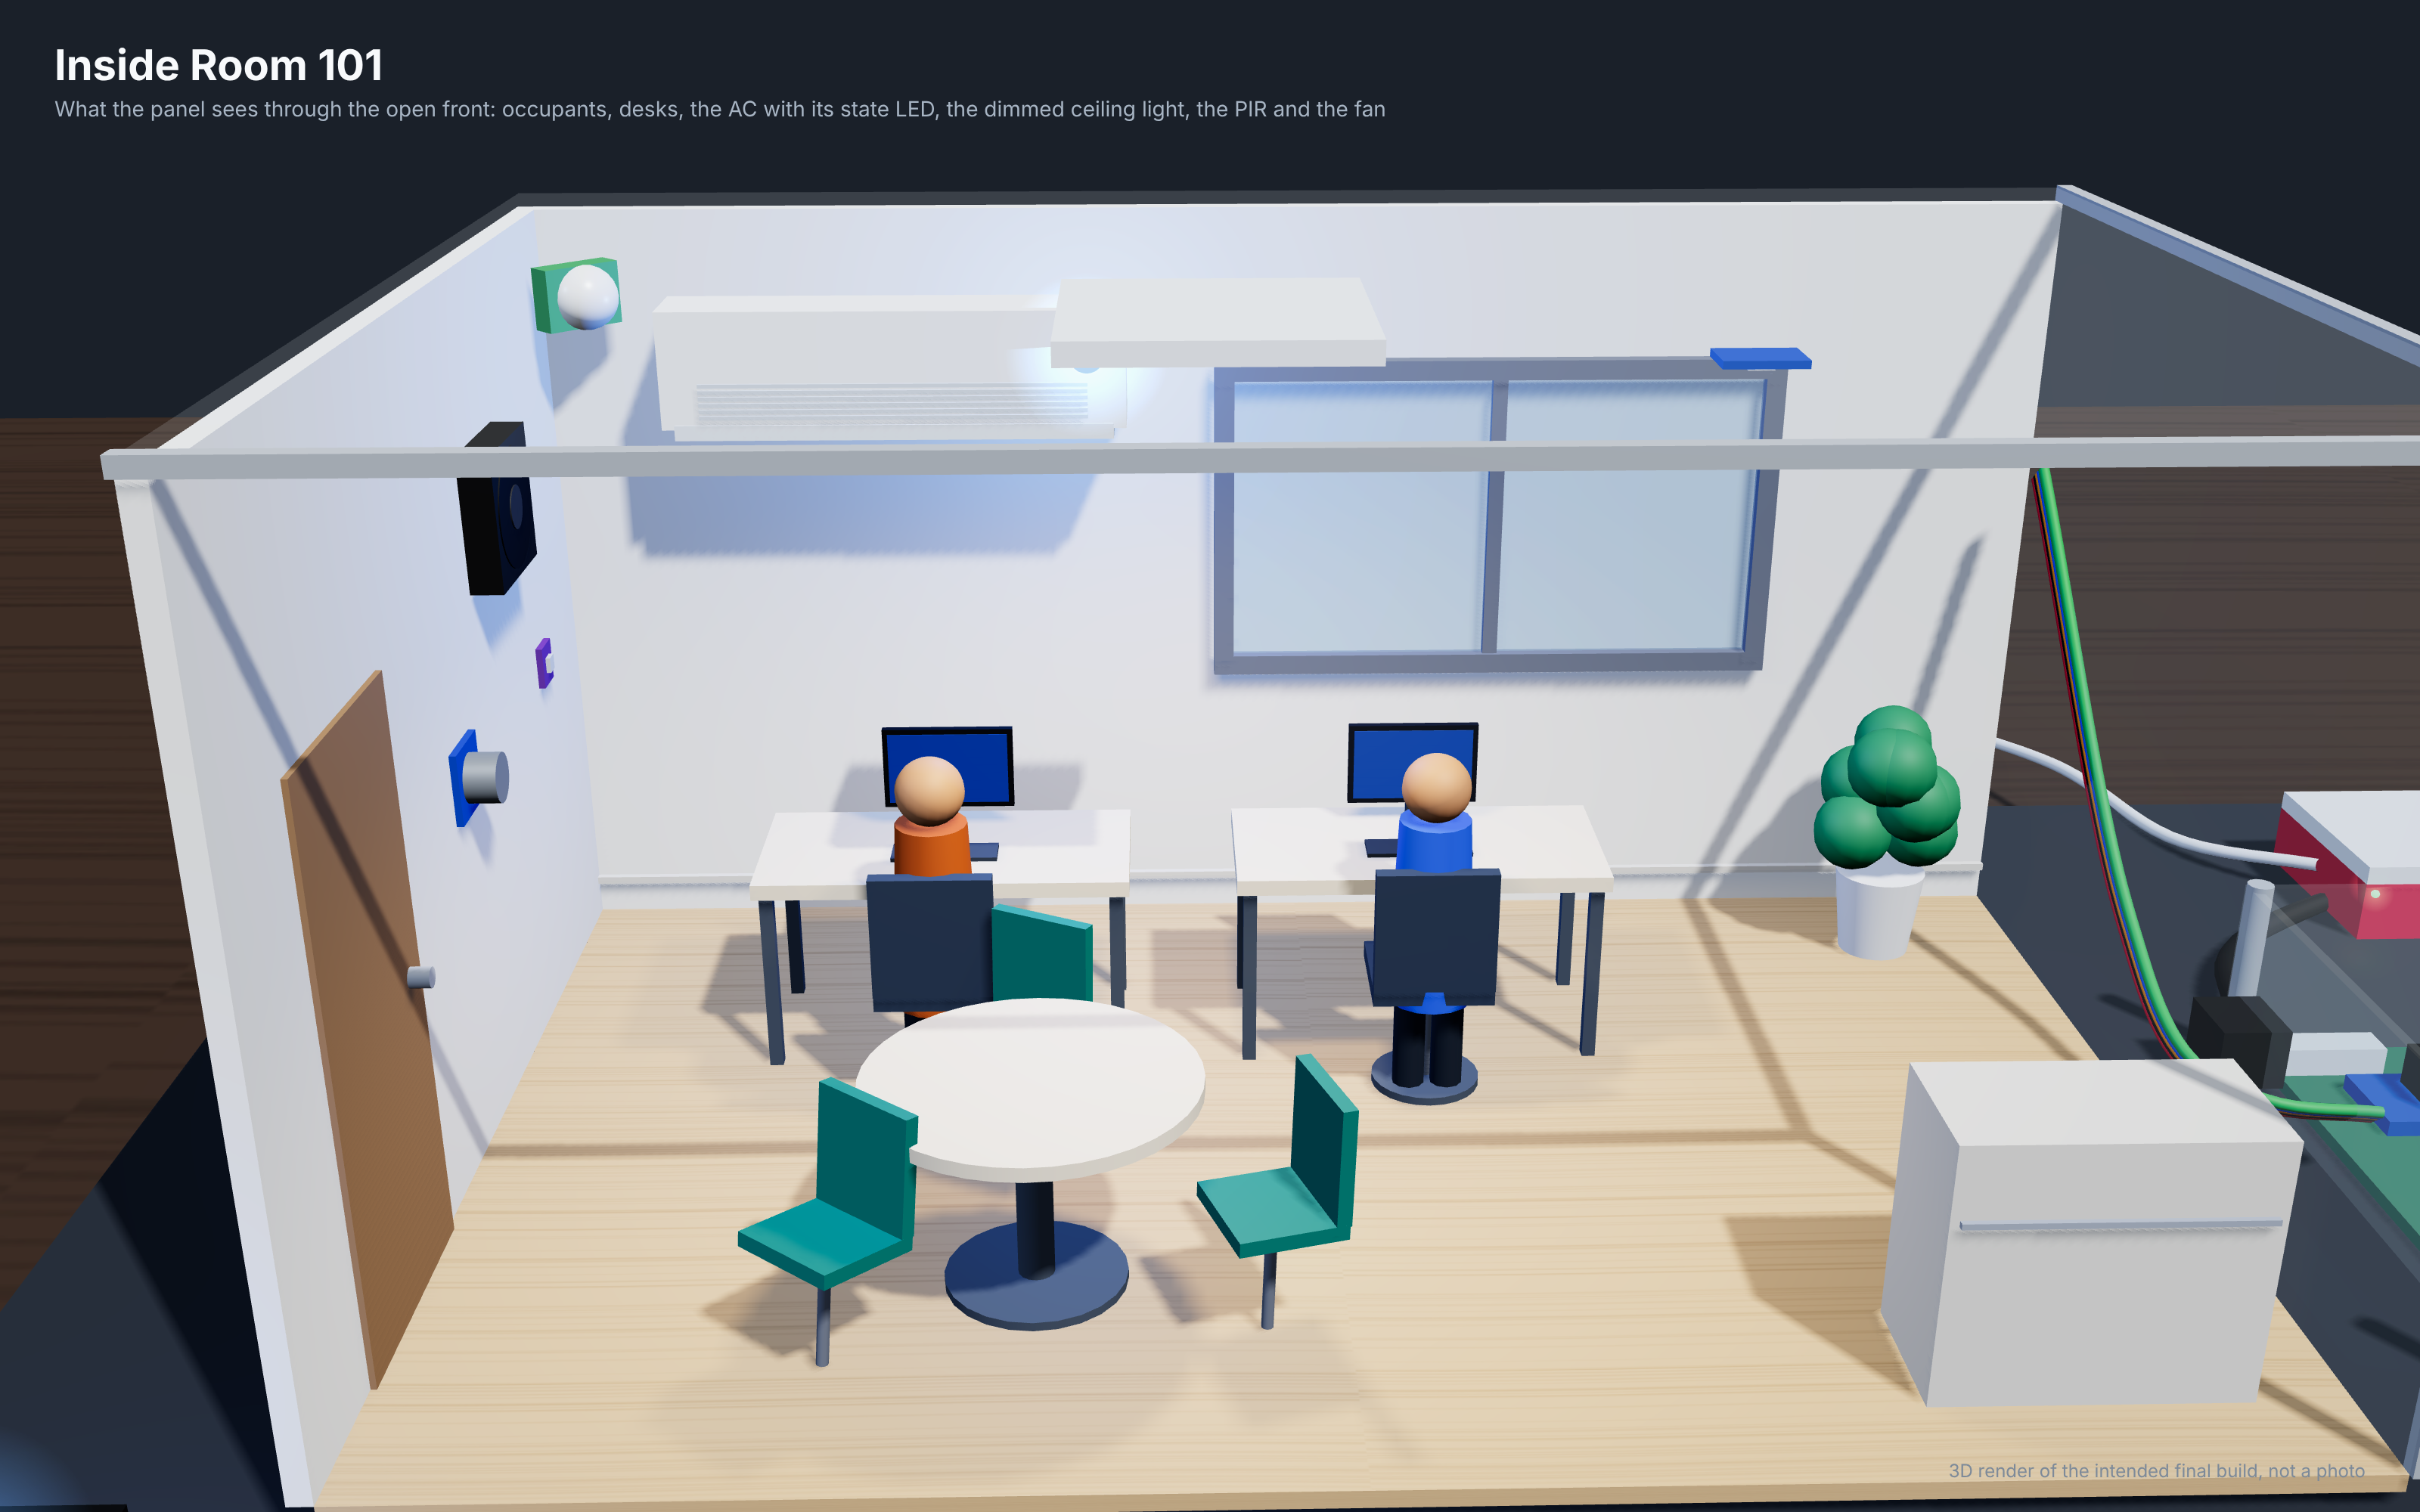 Inside Room 101
What the panel sees through the open front: occupants, desks, the AC with its state LED, the dimmed ceiling light, the PIR and the fan
3D render of the intended final build, not a photo